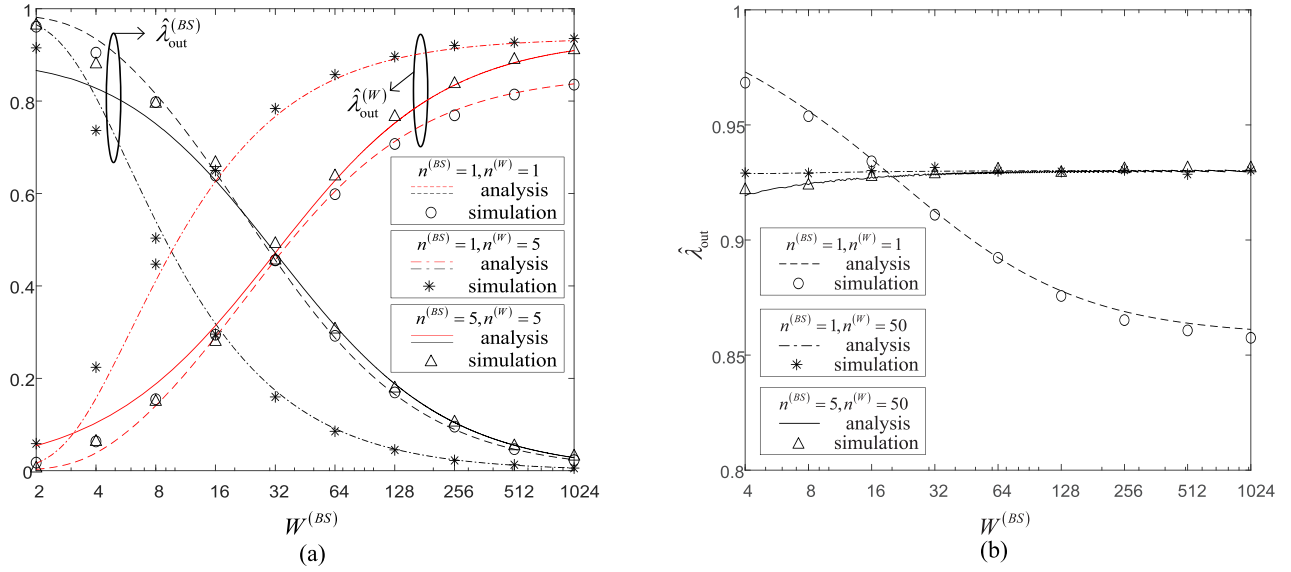 1
0.8
0.6
0.4
0.2
0
2 4 8 16 32 64 128 256 512 1024
W^(BS)
(a)
λ̂_out^(BS)
λ̂_out^(W)
n^(BS) = 1, n^(W) = 1
analysis
simulation
n^(BS) = 1, n^(W) = 5
analysis
simulation
n^(BS) = 5, n^(W) = 5
analysis
simulation
1
0.95
0.9
0.85
0.8
λ̂_out
4 8 16 32 64 128 256 512 1024
W^(BS)
(b)
n^(BS) = 1, n^(W) = 1
analysis
simulation
n^(BS) = 1, n^(W) = 50
analysis
simulation
n^(BS) = 5, n^(W) = 50
analysis
simulation